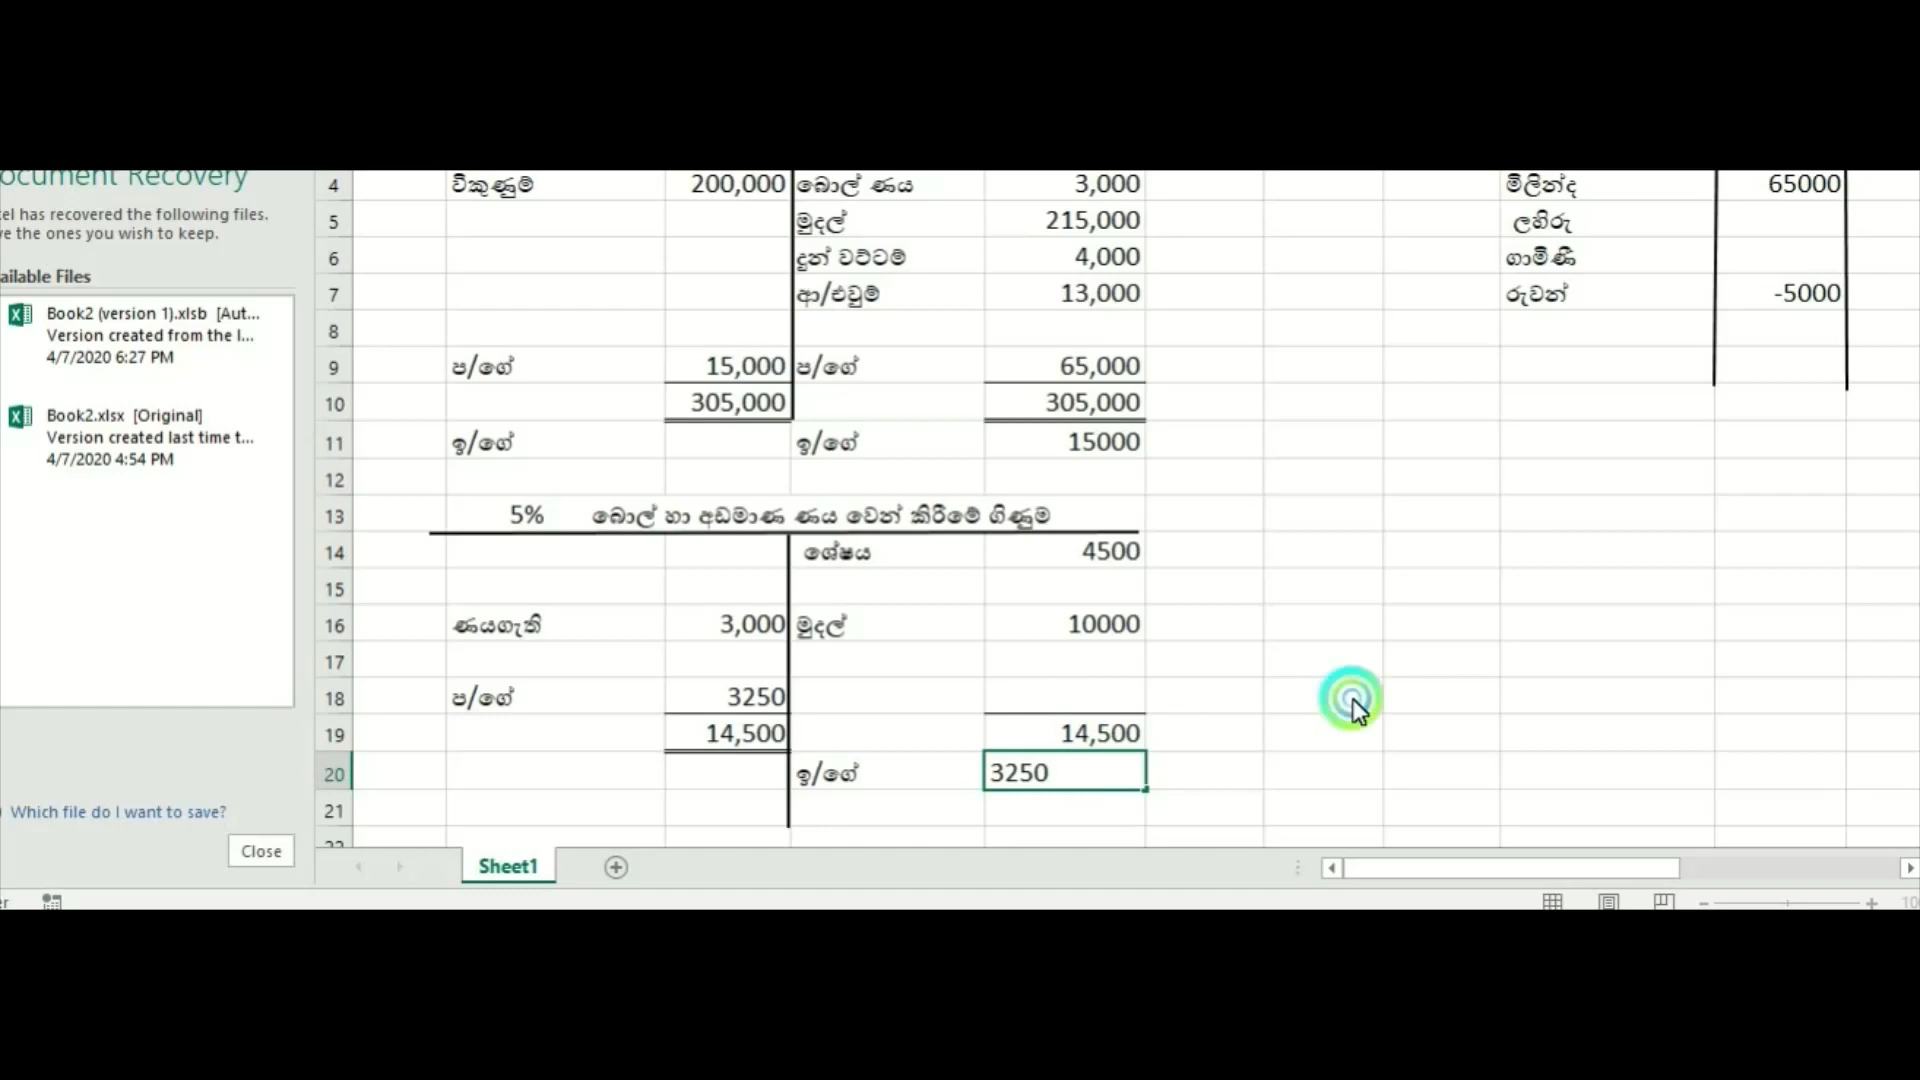 ocument Recovery
cel has recovered the following files.
ve the ones you wish to keep.
ailable Files
Book2 (version 1).xlsb [Aut...
Version created from the l...
4/7/2020 6:27 PM
Book2.xlsx [Original]
Version created last time t...
4/7/2020 4:54 PM
Which file do I want to save?
Close
4 විකුණුම් 200,000 බොල් ණය 3,000 මිලින්ද 65000
5 මුදල් 215,000 ලහිරු
6 දුන් වට්ටම් 4,000 ගාමිණී
7 ආ/එවුම් 13,000 රුවන් -5000
8
9 ප/ගේ 15,000 ප/ගේ 65,000
10 305,000 305,000
11 ඉ/ගේ ඉ/ගේ 15000
12
13 5% බොල් හා අඩමාණ ණය වෙන් කිරීමේ ගිණුම
14 ශේෂය 4500
15
16 ණයගැති 3,000 මුදල් 10000
17
18 ප/ගේ 3250
19 14,500 14,500
20 ඉ/ගේ 3250
21
Sheet1